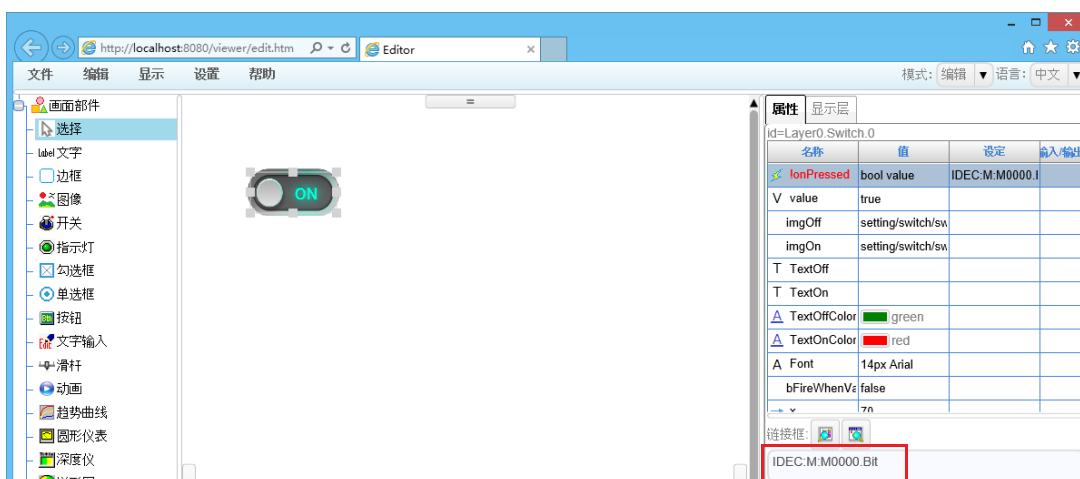 http://localhost:8080/viewer/edit.htm
Editor
文件 编辑 显示 设置 帮助
模式: 编辑 语言: 中文
画面部件
选择
label 文字
边框
图像
开关
指示灯
勾选框
单选框
按钮
文字输入
滑杆
动画
趋势曲线
圆形仪表
深度仪
ON
属性 显示层
id=Layer0.Switch.0
名称 值 设定 输入/输出
!onPressed bool value IDEC:M:M0000.
V value true
imgOff setting/switch/sw
imgOn setting/switch/sw
T TextOff
T TextOn
A TextOffColor green
A TextOnColor red
A Font 14px Arial
bFireWhenVa false
x 70
链接框:
IDEC:M:M0000.Bit